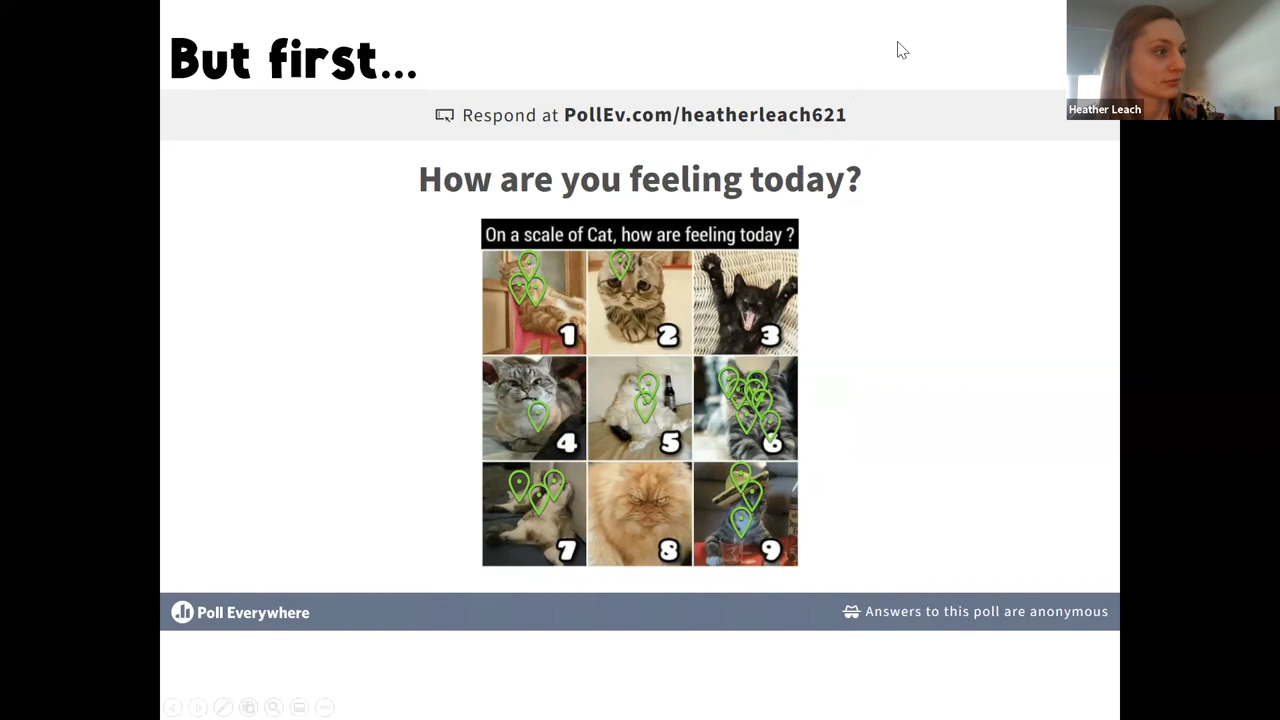 But first...
Heather Leach
Respond at PollEv.com/heatherleach621
How are you feeling today?
On a scale of Cat, how are feeling today ?
1 2 3
4 5 6
7 8 9
Poll Everywhere
Answers to this poll are anonymous